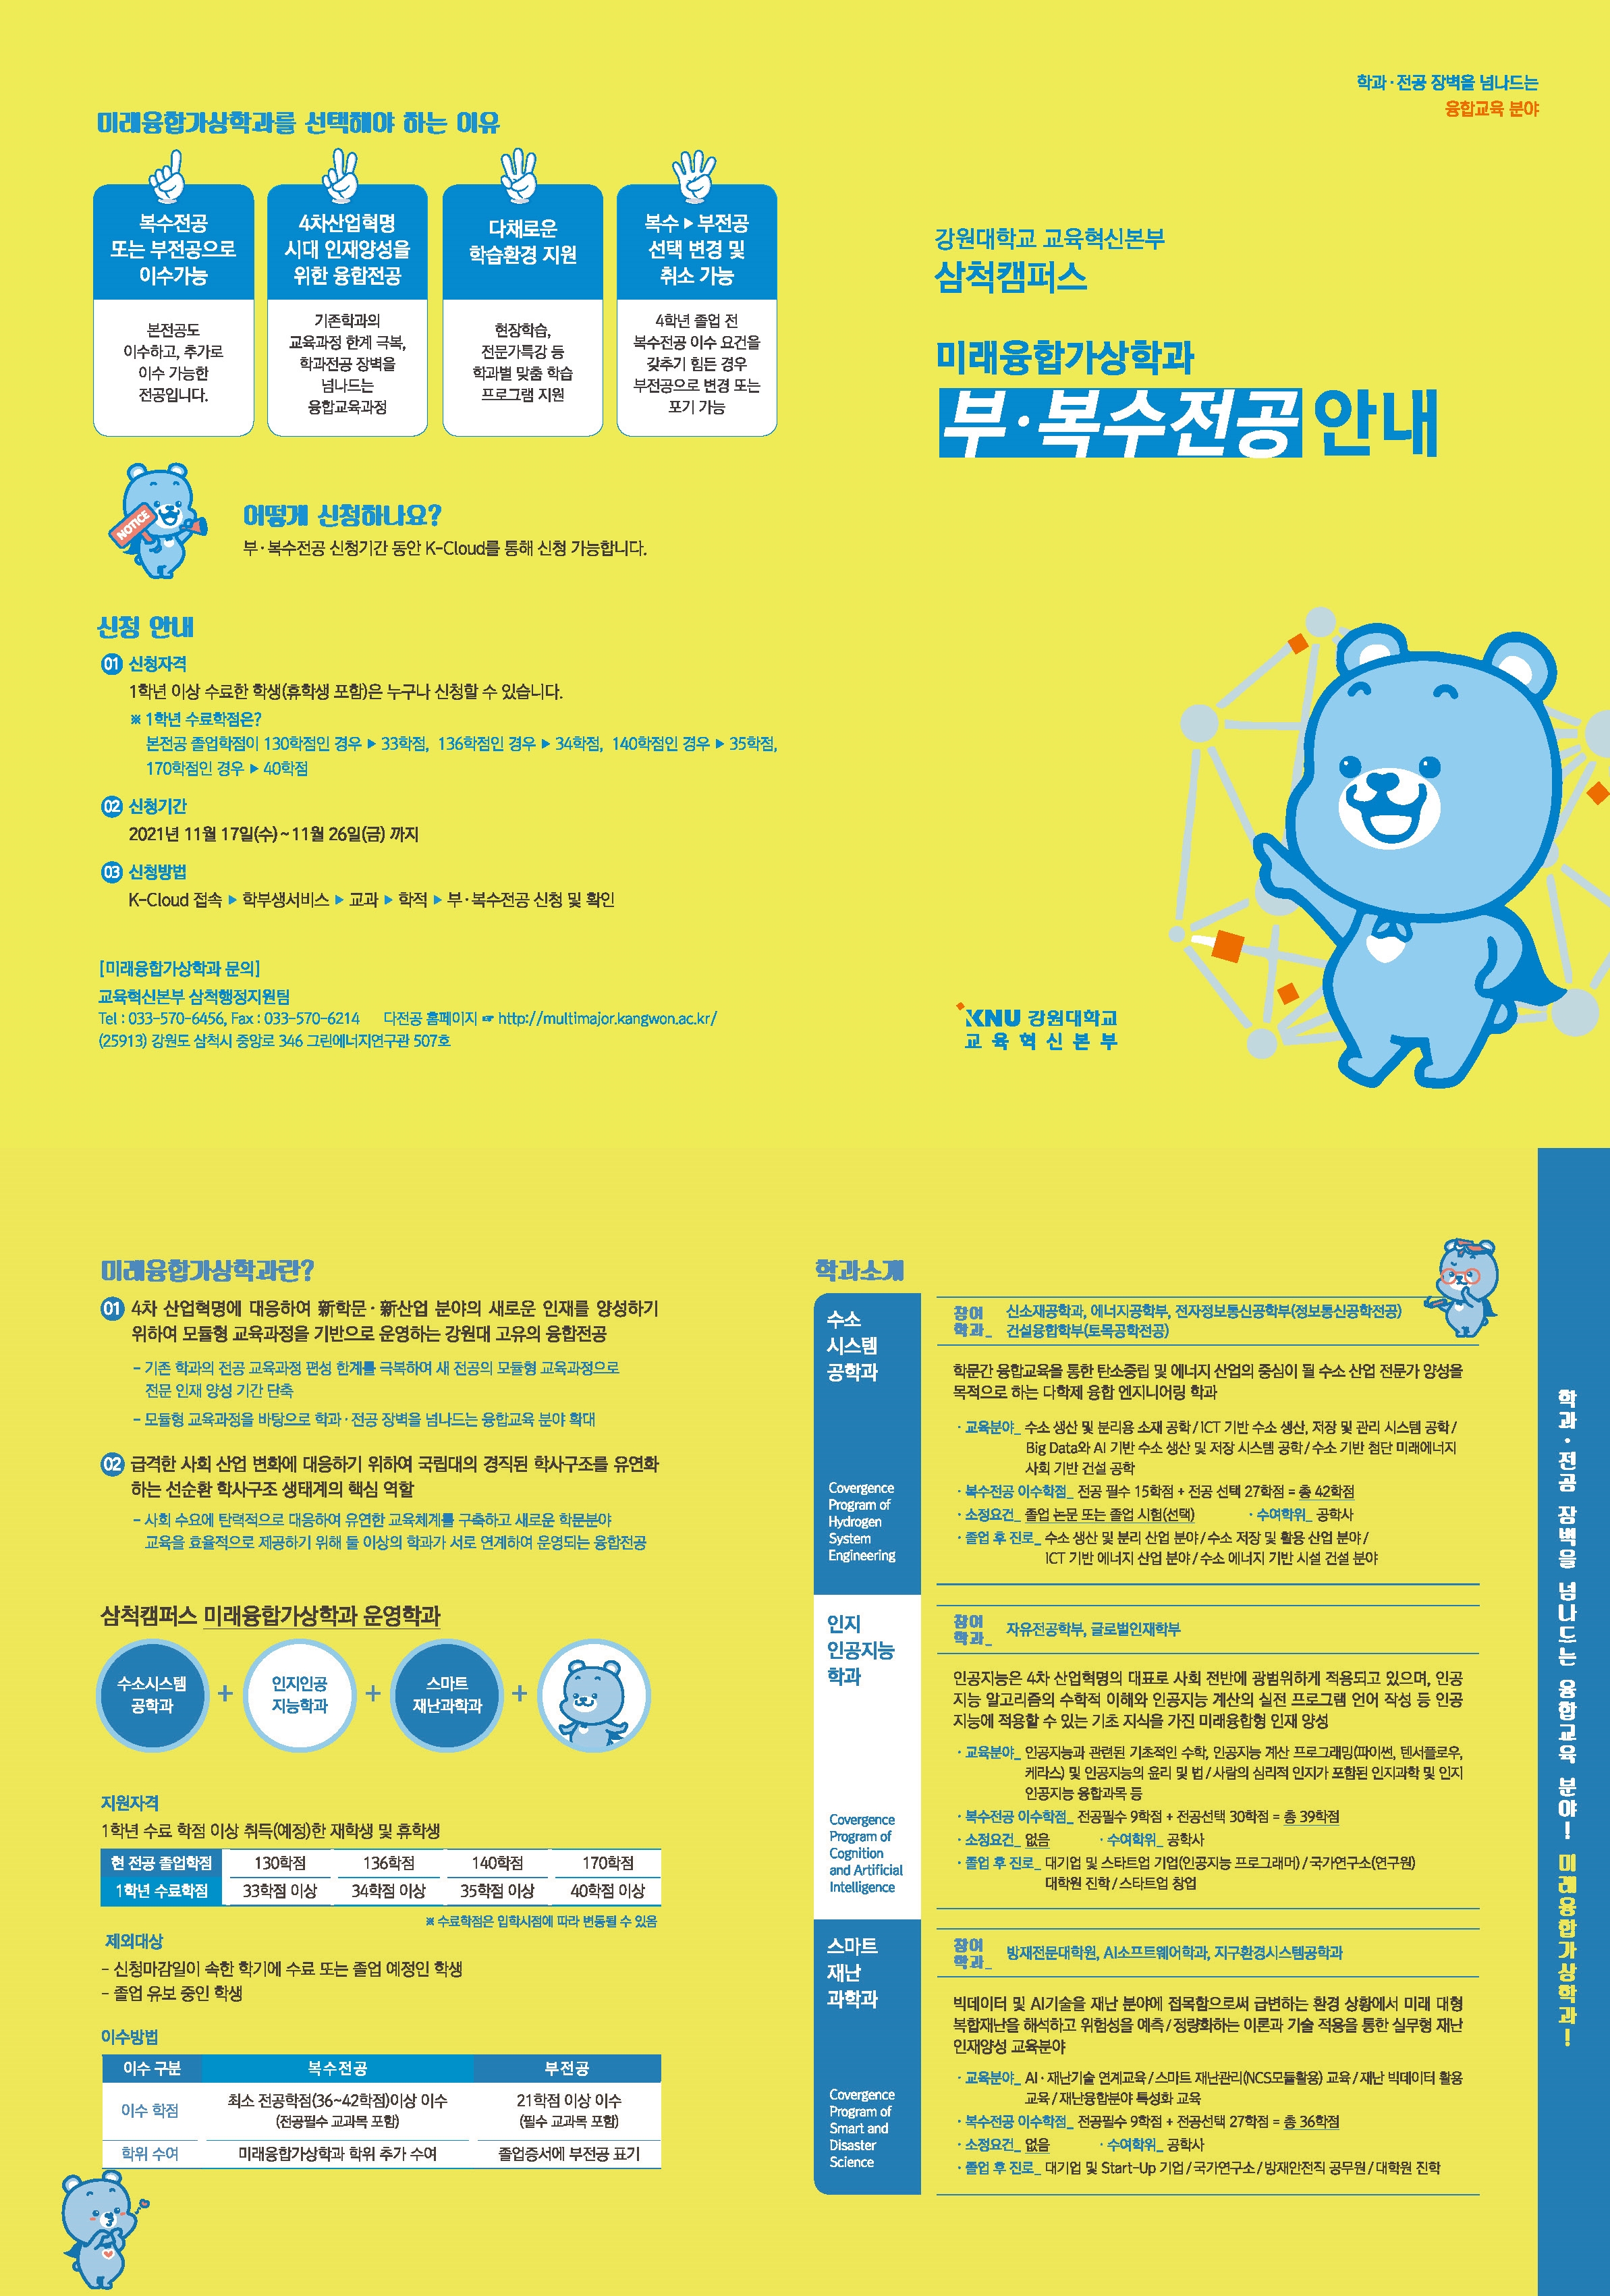 학과·전공 장벽을 넘나드는
융합교육 분야
강원대학교 교육혁신본부
삼척캠퍼스
미래융합가상학과
부·복수전공 안내
KNU 강원대학교
교육혁신본부
미래융합가상학과를 선택해야 하는 이유
복수전공
또는 부전공으로
이수가능
본전공도
이수하고, 추가로
이수 가능한
전공입니다.
4차산업혁명
시대 인재양성을
위한 융합전공
기존학과의
교육과정 한계 극복,
학과전공 장벽을
넘나드는
융합교육과정
다채로운
학습환경 지원
현장학습,
전문가특강 등
학과별 맞춤 학습
프로그램 지원
복수 ▶ 부전공
선택 변경 및
취소 가능
4학년 졸업 전
복수전공 이수 요건을
갖추기 힘든 경우
부전공으로 변경 또는
포기 가능
NOTICE
어떻게 신청하나요?
부·복수전공 신청기간 동안 K-Cloud를 통해 신청 가능합니다.
신청 안내
01 신청자격
1학년 이상 수료한 학생(휴학생 포함)은 누구나 신청할 수 있습니다.
※ 1학년 수료학점은?
본전공 졸업학점이 130학점인 경우 ▶ 33학점, 136학점인 경우 ▶ 34학점, 140학점인 경우 ▶ 35학점,
170학점인 경우 ▶ 40학점
02 신청기간
2021년 11월 17일(수) ~ 11월 26일(금) 까지
03 신청방법
K-Cloud 접속 ▶ 학부생서비스 ▶ 교과 ▶ 학적 ▶ 부·복수전공 신청 및 확인
[미래융합가상학과 문의]
교육혁신본부 삼척행정지원팀
Tel : 033-570-6456, Fax : 033-570-6214 다전공 홈페이지 ☞ http://multimajor.kangwon.ac.kr/
(25913) 강원도 삼척시 중앙로 346 그린에너지연구관 507호
미래융합가상학과란?
01 4차 산업혁명에 대응하여 新학문·新산업 분야의 새로운 인재를 양성하기
위하여 모듈형 교육과정을 기반으로 운영하는 강원대 고유의 융합전공
- 기존 학과의 전공 교육과정 편성 한계를 극복하여 새 전공의 모듈형 교육과정으로
전문 인재 양성 기간 단축
- 모듈형 교육과정을 바탕으로 학과·전공 장벽을 넘나드는 융합교육 분야 확대
02 급격한 사회 산업 변화에 대응하기 위하여 국립대의 경직된 학사구조를 유연화
하는 선순환 학사구조 생태계의 핵심 역할
- 사회 수요에 탄력적으로 대응하여 유연한 교육체계를 구축하고 새로운 학문분야
교육을 효율적으로 제공하기 위해 둘 이상의 학과가 서로 연계하여 운영되는 융합전공
삼척캠퍼스 미래융합가상학과 운영학과
수소시스템
공학과
+
인지인공
지능학과
+
스마트
재난과학과
+
지원자격
1학년 수료 학점 이상 취득(예정)한 재학생 및 휴학생
현 전공 졸업학점 130학점 136학점 140학점 170학점
1학년 수료학점 33학점 이상 34학점 이상 35학점 이상 40학점 이상
※ 수료학점은 입학시점에 따라 변동될 수 있음
제외대상
- 신청마감일이 속한 학기에 수료 또는 졸업 예정인 학생
- 졸업 유보 중인 학생
이수방법
이수 구분 복수전공 부전공
이수 학점 최소 전공학점(36~42학점)이상 이수 21학점 이상 이수
(전공필수 교과목 포함) (필수 교과목 포함)
학위 수여 미래융합가상학과 학위 추가 수여 졸업증서에 부전공 표기
학과소개
수소
시스템
공학과
Covergence
Program of
Hydrogen
System
Engineering
참여
학과_
신소재공학과, 에너지공학부, 전자정보통신공학부(정보통신공학전공)
건설융합학부(토목공학전공)
학문간 융합교육을 통한 탄소중립 및 에너지 산업의 중심이 될 수소 산업 전문가 양성을
목적으로 하는 다학제 융합 엔지니어링 학과
· 교육분야_ 수소 생산 및 분리용 소재 공학 / ICT 기반 수소 생산, 저장 및 관리 시스템 공학 /
Big Data와 AI 기반 수소 생산 및 저장 시스템 공학 / 수소 기반 첨단 미래에너지
사회 기반 건설 공학
· 복수전공 이수학점_ 전공 필수 15학점 + 전공 선택 27학점 = 총 42학점
· 소정요건_ 졸업 논문 또는 졸업 시험(선택) · 수여학위_ 공학사
· 졸업 후 진로_ 수소 생산 및 분리 산업 분야 / 수소 저장 및 활용 산업 분야 /
ICT 기반 에너지 산업 분야 / 수소 에너지 기반 시설 건설 분야
인지
인공지능
학과
Covergence
Program of
Cognition
and Artificial
Intelligence
참여
학과_
자유전공학부, 글로벌인재학부
인공지능은 4차 산업혁명의 대표로 사회 전반에 광범위하게 적용되고 있으며, 인공
지능 알고리즘의 수학적 이해와 인공지능 계산의 실전 프로그램 언어 작성 등 인공
지능에 적용할 수 있는 기초 지식을 가진 미래융합형 인재 양성
· 교육분야_ 인공지능과 관련된 기초적인 수학, 인공지능 계산 프로그래밍(파이썬, 텐서플로우,
케라스) 및 인공지능의 윤리 및 법 / 사람의 심리적 인지가 포함된 인지과학 및 인지
인공지능 융합과목 등
· 복수전공 이수학점_ 전공필수 9학점 + 전공선택 30학점 = 총 39학점
· 소정요건_ 없음 · 수여학위_ 공학사
· 졸업 후 진로_ 대기업 및 스타트업 기업(인공지능 프로그래머) / 국가연구소(연구원)
대학원 진학 / 스타트업 창업
스마트
재난
과학과
Covergence
Program of
Smart and
Disaster
Science
참여
학과_
방재전문대학원, AI소프트웨어학과, 지구환경시스템공학과
빅데이터 및 AI기술을 재난 분야에 접목함으로써 급변하는 환경 상황에서 미래 대형
복합재난을 해석하고 위험성을 예측 / 정량화하는 이론과 기술 적용을 통한 실무형 재난
인재양성 교육분야
· 교육분야_ AI·재난기술 연계교육 / 스마트 재난관리(NCS모듈활용) 교육 / 재난 빅데이터 활용
교육 / 재난융합분야 특성화 교육
· 복수전공 이수학점_ 전공필수 9학점 + 전공선택 27학점 = 총 36학점
· 소정요건_ 없음 · 수여학위_ 공학사
· 졸업 후 진로_ 대기업 및 Start-Up 기업 / 국가연구소 / 방재안전직 공무원 / 대학원 진학
학과·전공 장벽을 넘나드는 융합교육 분야! 미래융합가상학과!